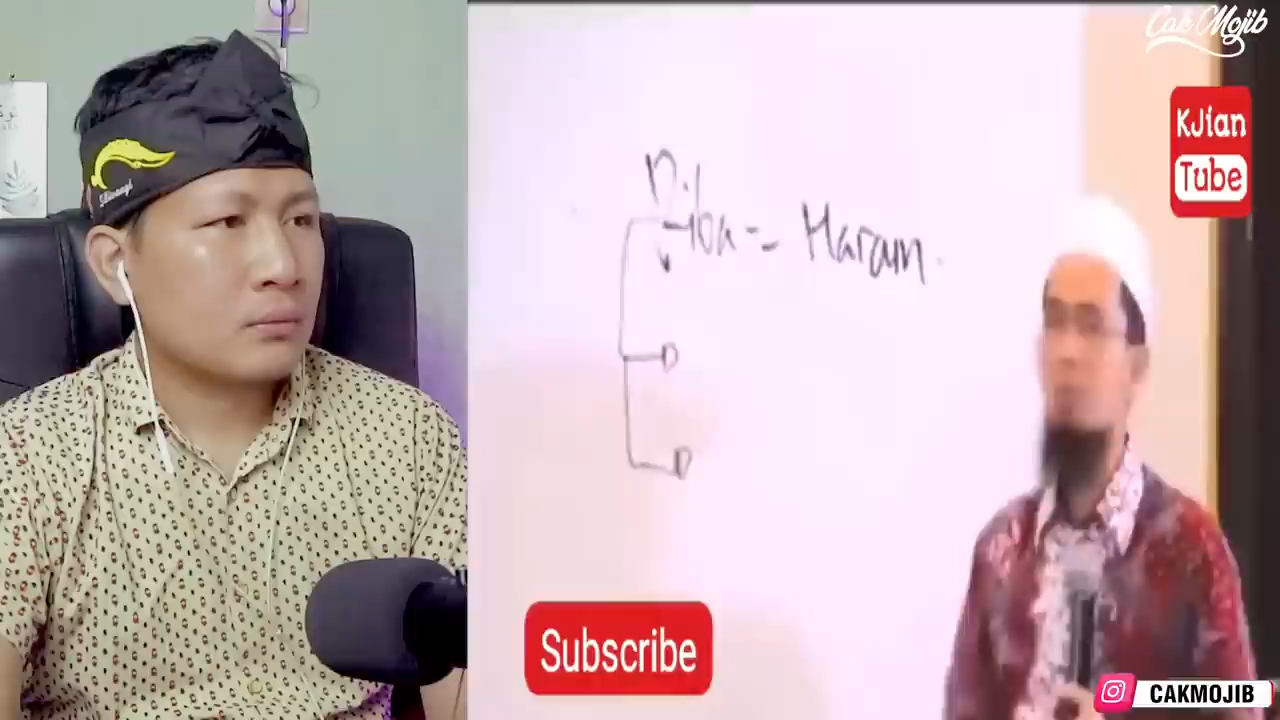 Cak Mojib
KJian
Tube
Riba = Haram
Subscribe
CAKMOJIB